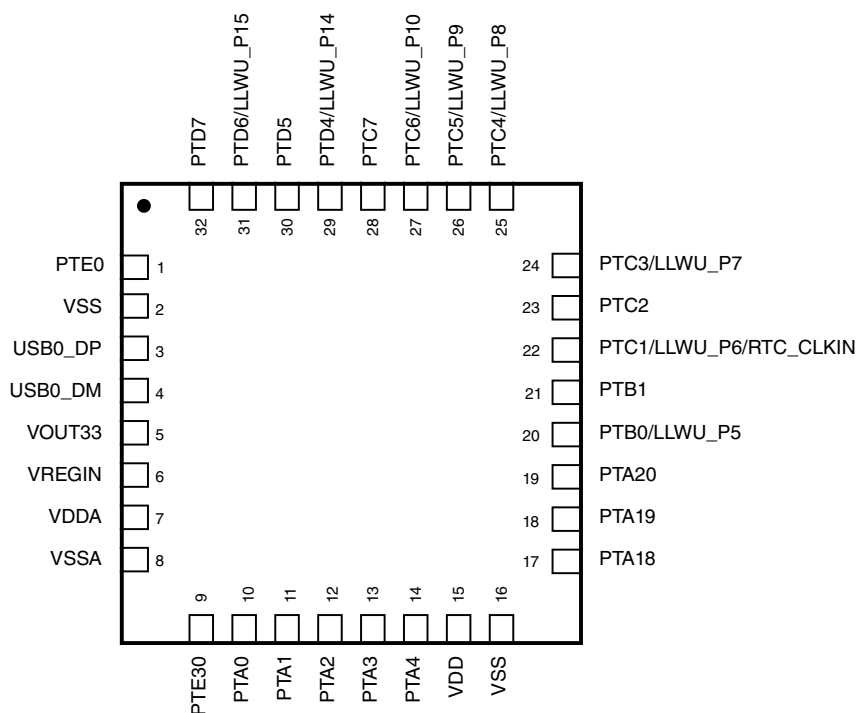 PTD7
PTD6/LLWU_P15
PTD5
PTD4/LLWU_P14
PTC7
PTC6/LLWU_P10
PTC5/LLWU_P9
PTC4/LLWU_P8
32
31
30
29
28
27
26
25
PTE0 1
VSS 2
USB0_DP 3
USB0_DM 4
VOUT33 5
VREGIN 6
VDDA 7
VSSA 8
24 PTC3/LLWU_P7
23 PTC2
22 PTC1/LLWU_P6/RTC_CLKIN
21 PTB1
20 PTB0/LLWU_P5
19 PTA20
18 PTA19
17 PTA18
9
10
11
12
13
14
15
16
PTE30
PTA0
PTA1
PTA2
PTA3
PTA4
VDD
VSS